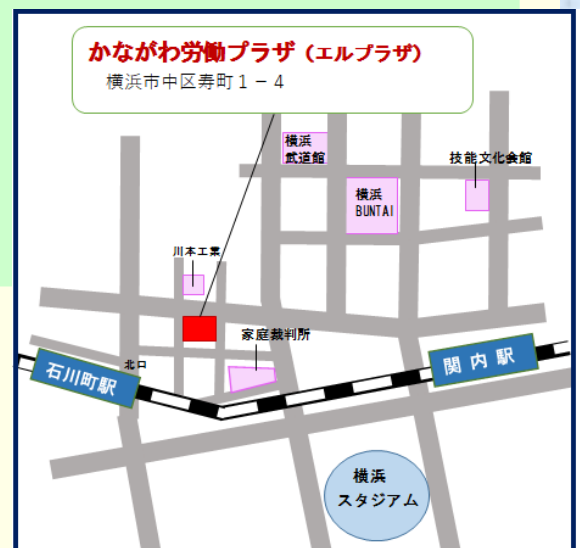 かながわ労働プラザ（エルプラザ）
横浜市中区寿町１－４
横浜
武道館
技能文化会館
横浜
BUNTAI
川本工業
家庭裁判所
北口
石川町駅
関内駅
横浜
スタジアム